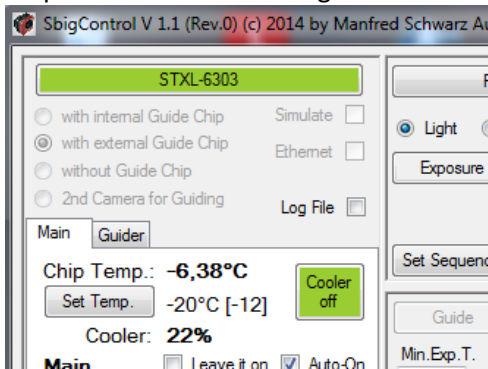 SbigControl V 1.1 (Rev.0) (c) 2014 by Manfred Schwarz
STXL-6303
with internal Guide Chip
Simulate
with external Guide Chip
Ethernet
without Guide Chip
2nd Camera for Guiding
Log File
Light
Exposure
Main
Guider
Set
Chip Temp.: -6,38°C
Cooler off
Set Temp.
-20°C [-12]
Guide
Cooler: 22%
Min.Exp.T.
Main
Leave it on
Auto-On